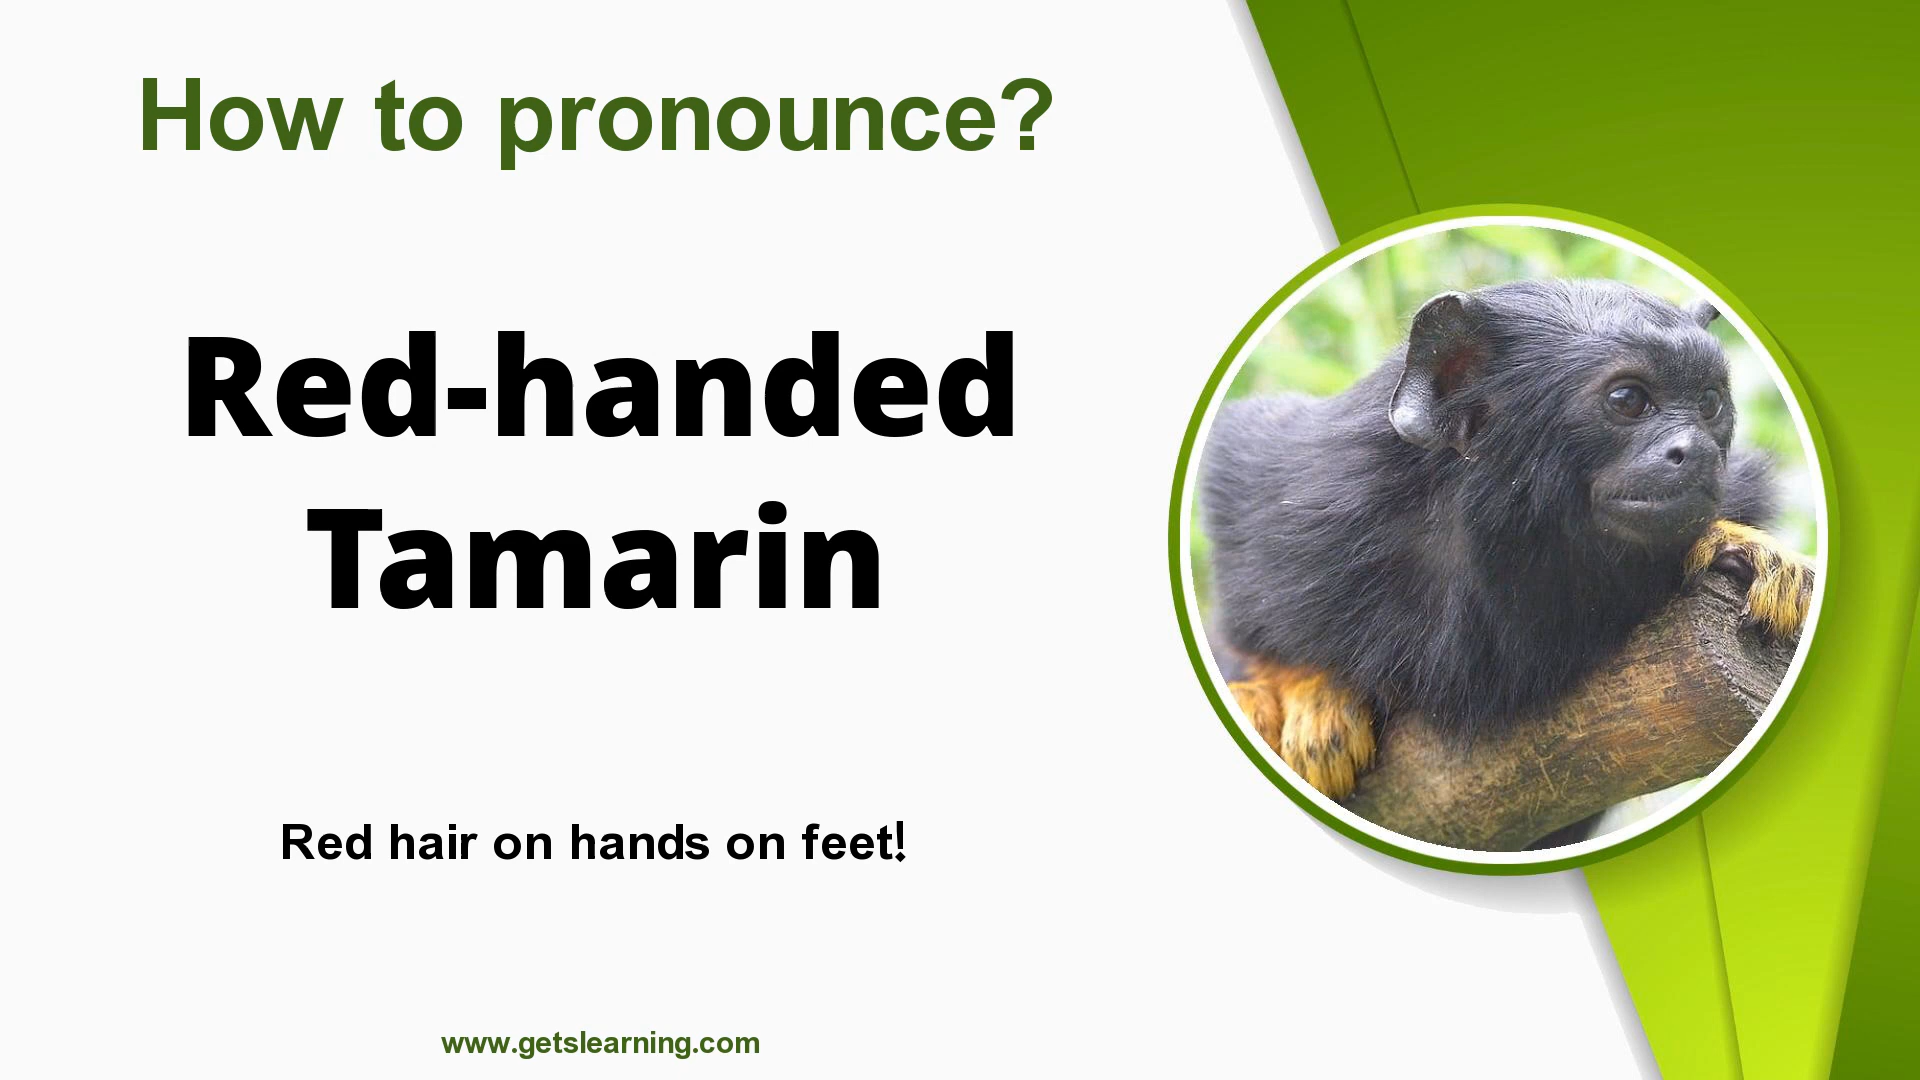 How to pronounce?
Red-handed
Tamarin
Red hair on hands on feet!
www.getslearning.com